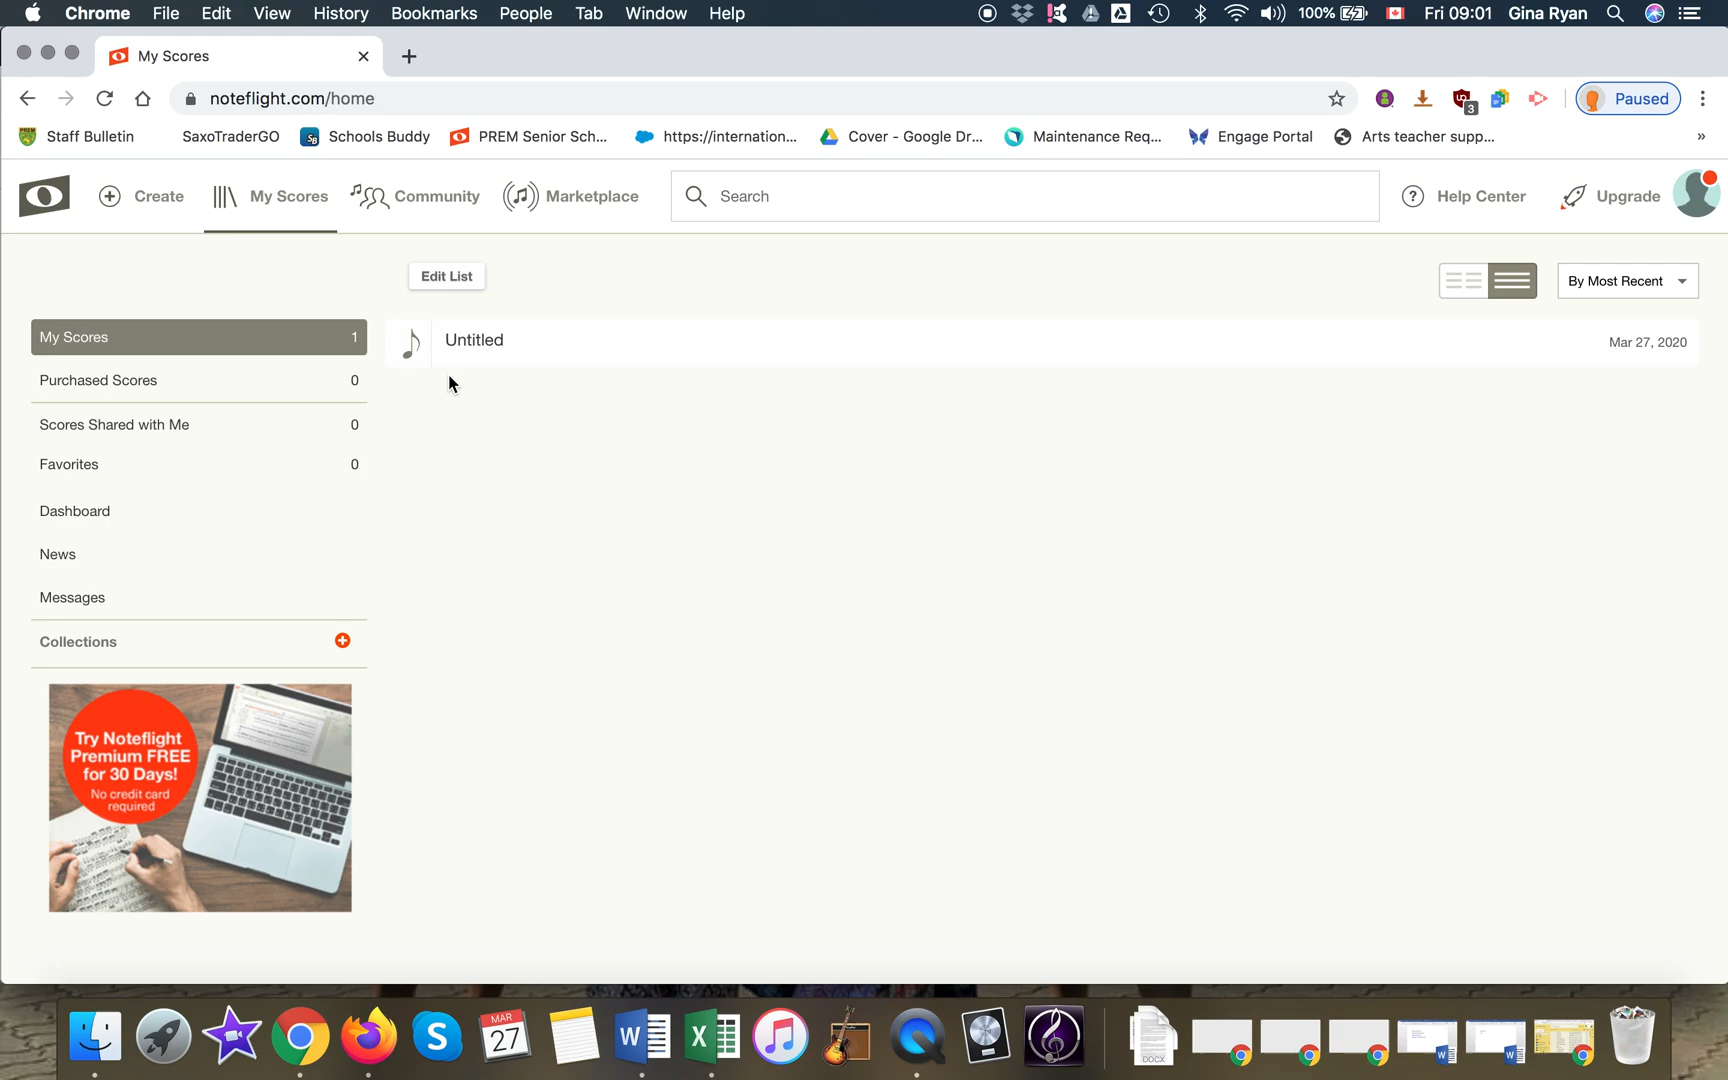 Chrome File Edit View History Bookmarks People Tab Window Help 100% Fri 09:01 Gina Ryan
My Scores
noteflight.com/home 3 Paused
Staff Bulletin SaxoTraderGO Schools Buddy PREM Senior Sch... https://internation... Cover - Google Dr... Maintenance Req... Engage Portal Arts teacher supp... »
Create My Scores Community Marketplace Search Help Center Upgrade
Edit List By Most Recent
My Scores 1
Untitled Mar 27, 2020
Purchased Scores 0
Scores Shared with Me 0
Favorites 0
Dashboard
News
Messages
Collections
Try Noteflight
Premium FREE
for 30 Days!
No credit card
required
MAR
27
DOCX